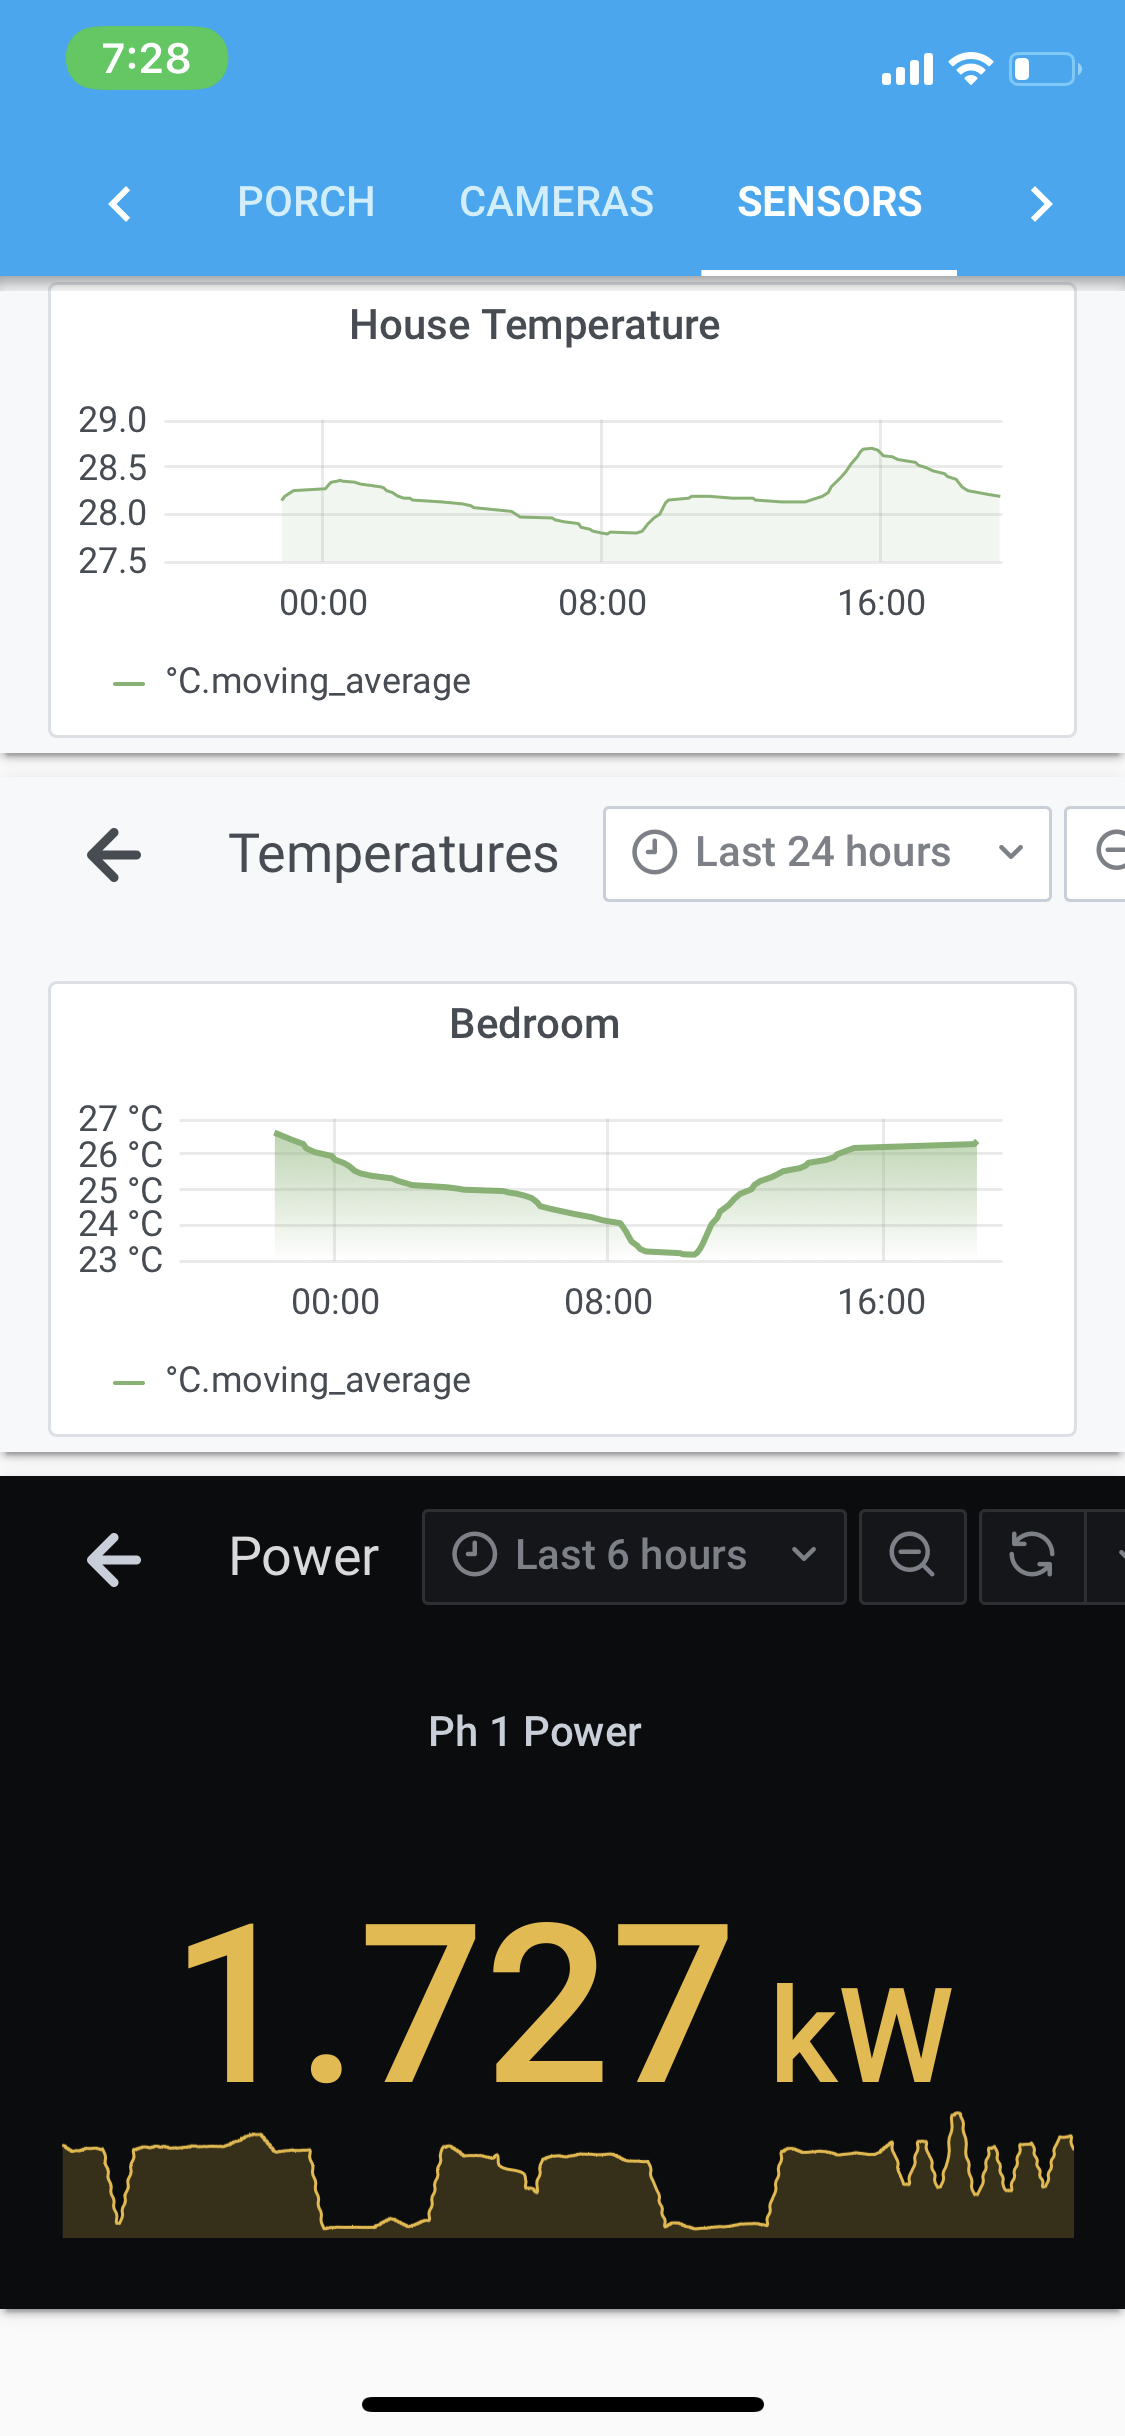 7:28
PORCH CAMERAS SENSORS
House Temperature
29.0
28.5
28.0
27.5
00:00 08:00 16:00
°C.moving_average
Temperatures Last 24 hours
Bedroom
27 °C
26 °C
25 °C
24 °C
23 °C
00:00 08:00 16:00
°C.moving_average
Power Last 6 hours
Ph 1 Power
1.727 kW